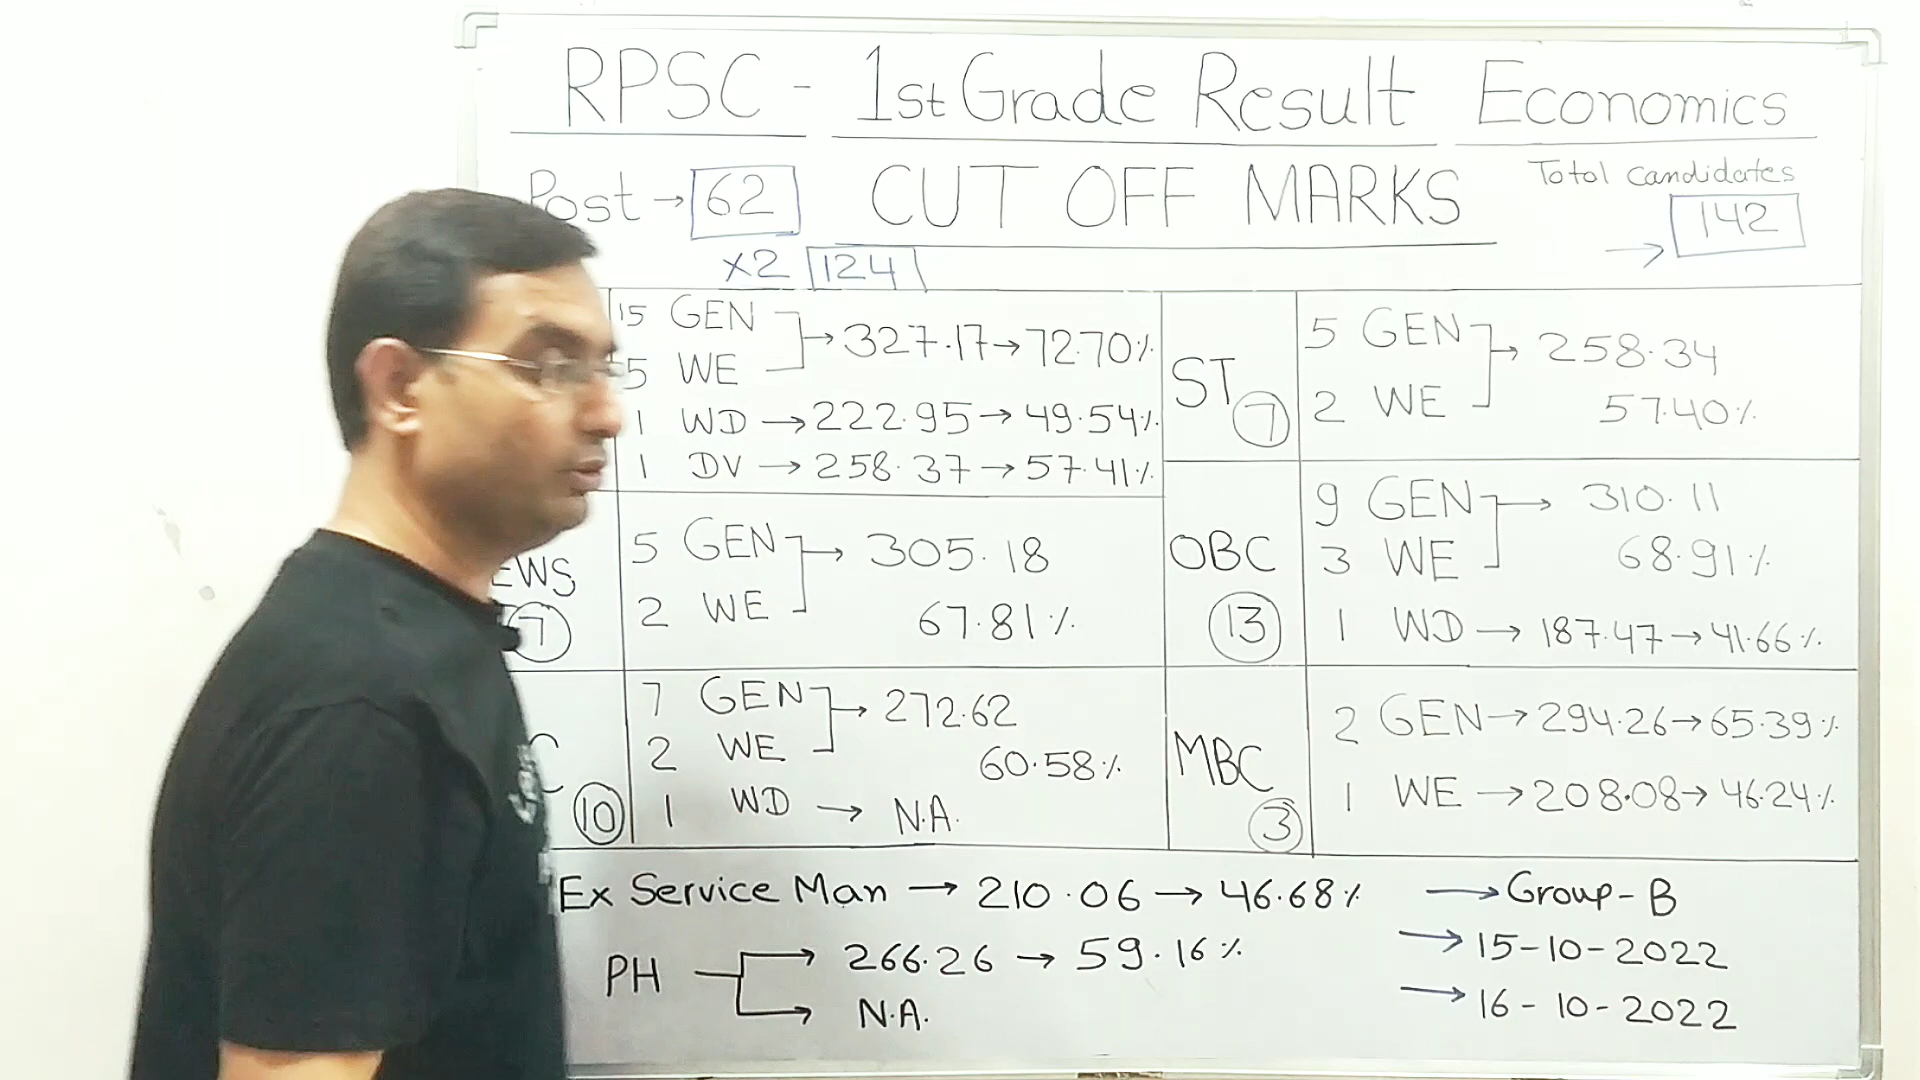 RPSC - 1st Grade Result Economics
Post → 62 CUT OFF MARKS Total candidates
142
x2 124
15 GEN → 327.17 → 72.70%
5 WE
1 WD → 222.95 → 49.54%
1 DV → 258.37 → 57.41%
ST 7
5 GEN → 258.34
2 WE 57.40%
EWS 7
5 GEN → 305.18
2 WE 67.81%
OBC 13
9 GEN → 310.11
3 WE 68.91%
1 WD → 187.47 → 41.66%
C 10
7 GEN → 272.62
2 WE 60.58%
1 WD → N.A.
MBC 3
2 GEN → 294.26 → 65.39%
1 WE → 208.08 → 46.24%
Ex Service Man → 210.06 → 46.68% → Group - B
PH → 266.26 → 59.16% → 15-10-2022
→ N.A. → 16-10-2022